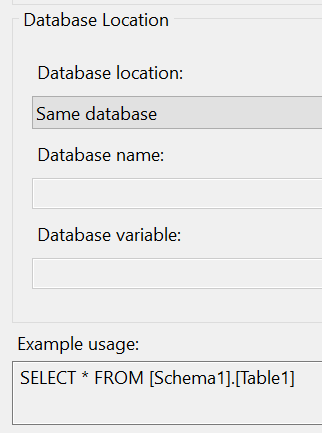 Database Location
Database location:
Same database
Database name:
Database variable:
Example usage:
SELECT * FROM [Schema1].[Table1]